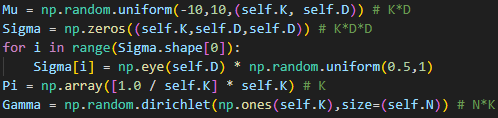 Mu = np.random.uniform(-10,10,(self.K, self.D)) # K*D
Sigma = np.zeros((self.K,self.D,self.D)) # K*D*D
for i in range(Sigma.shape[0]):
    Sigma[i] = np.eye(self.D) * np.random.uniform(0.5,1)
Pi = np.array([1.0 / self.K] * self.K) # K
Gamma = np.random.dirichlet(np.ones(self.K),size=(self.N)) # N*K